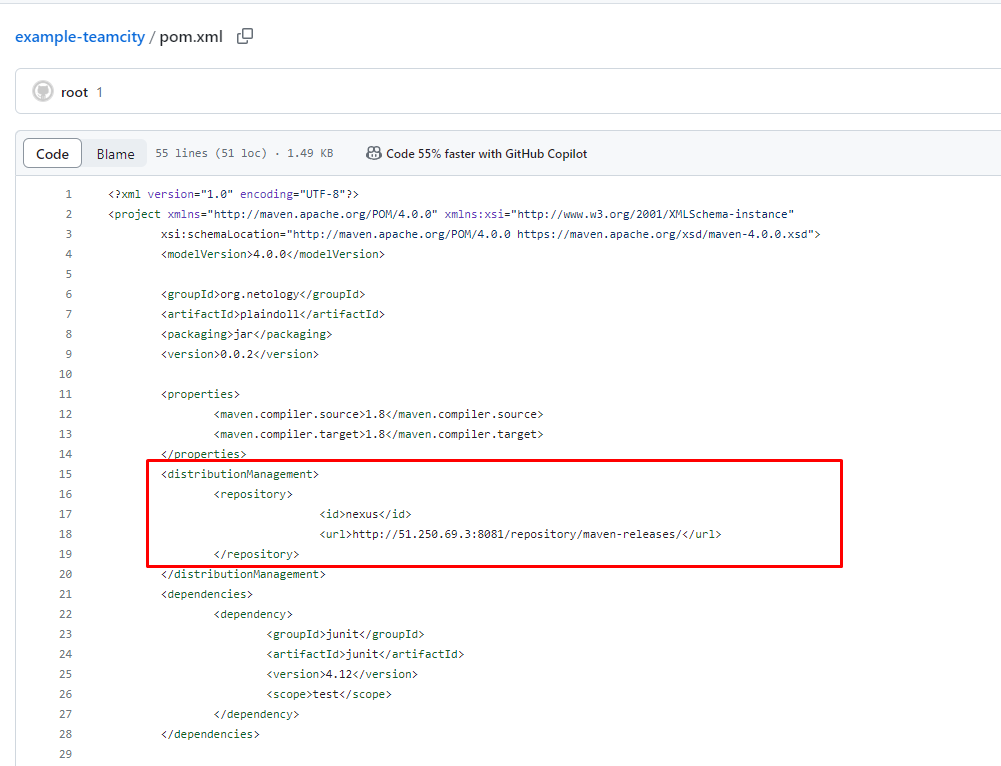 example-teamcity / pom.xml
root 1
Code Blame 55 lines (51 loc) · 1.49 KB Code 55% faster with GitHub Copilot
1 <?xml version="1.0" encoding="UTF-8"?>
2 <project xmlns="http://maven.apache.org/POM/4.0.0" xmlns:xsi="http://www.w3.org/2001/XMLSchema-instance"
3 xsi:schemaLocation="http://maven.apache.org/POM/4.0.0 https://maven.apache.org/xsd/maven-4.0.0.xsd">
4 <modelVersion>4.0.0</modelVersion>
5
6 <groupId>org.netology</groupId>
7 <artifactId>plaindoll</artifactId>
8 <packaging>jar</packaging>
9 <version>0.0.2</version>
10
11 <properties>
12 <maven.compiler.source>1.8</maven.compiler.source>
13 <maven.compiler.target>1.8</maven.compiler.target>
14 </properties>
15 <distributionManagement>
16 <repository>
17 <id>nexus</id>
18 <url>http://51.250.69.3:8081/repository/maven-releases/</url>
19 </repository>
20 </distributionManagement>
21 <dependencies>
22 <dependency>
23 <groupId>junit</groupId>
24 <artifactId>junit</artifactId>
25 <version>4.12</version>
26 <scope>test</scope>
27 </dependency>
28 </dependencies>
29